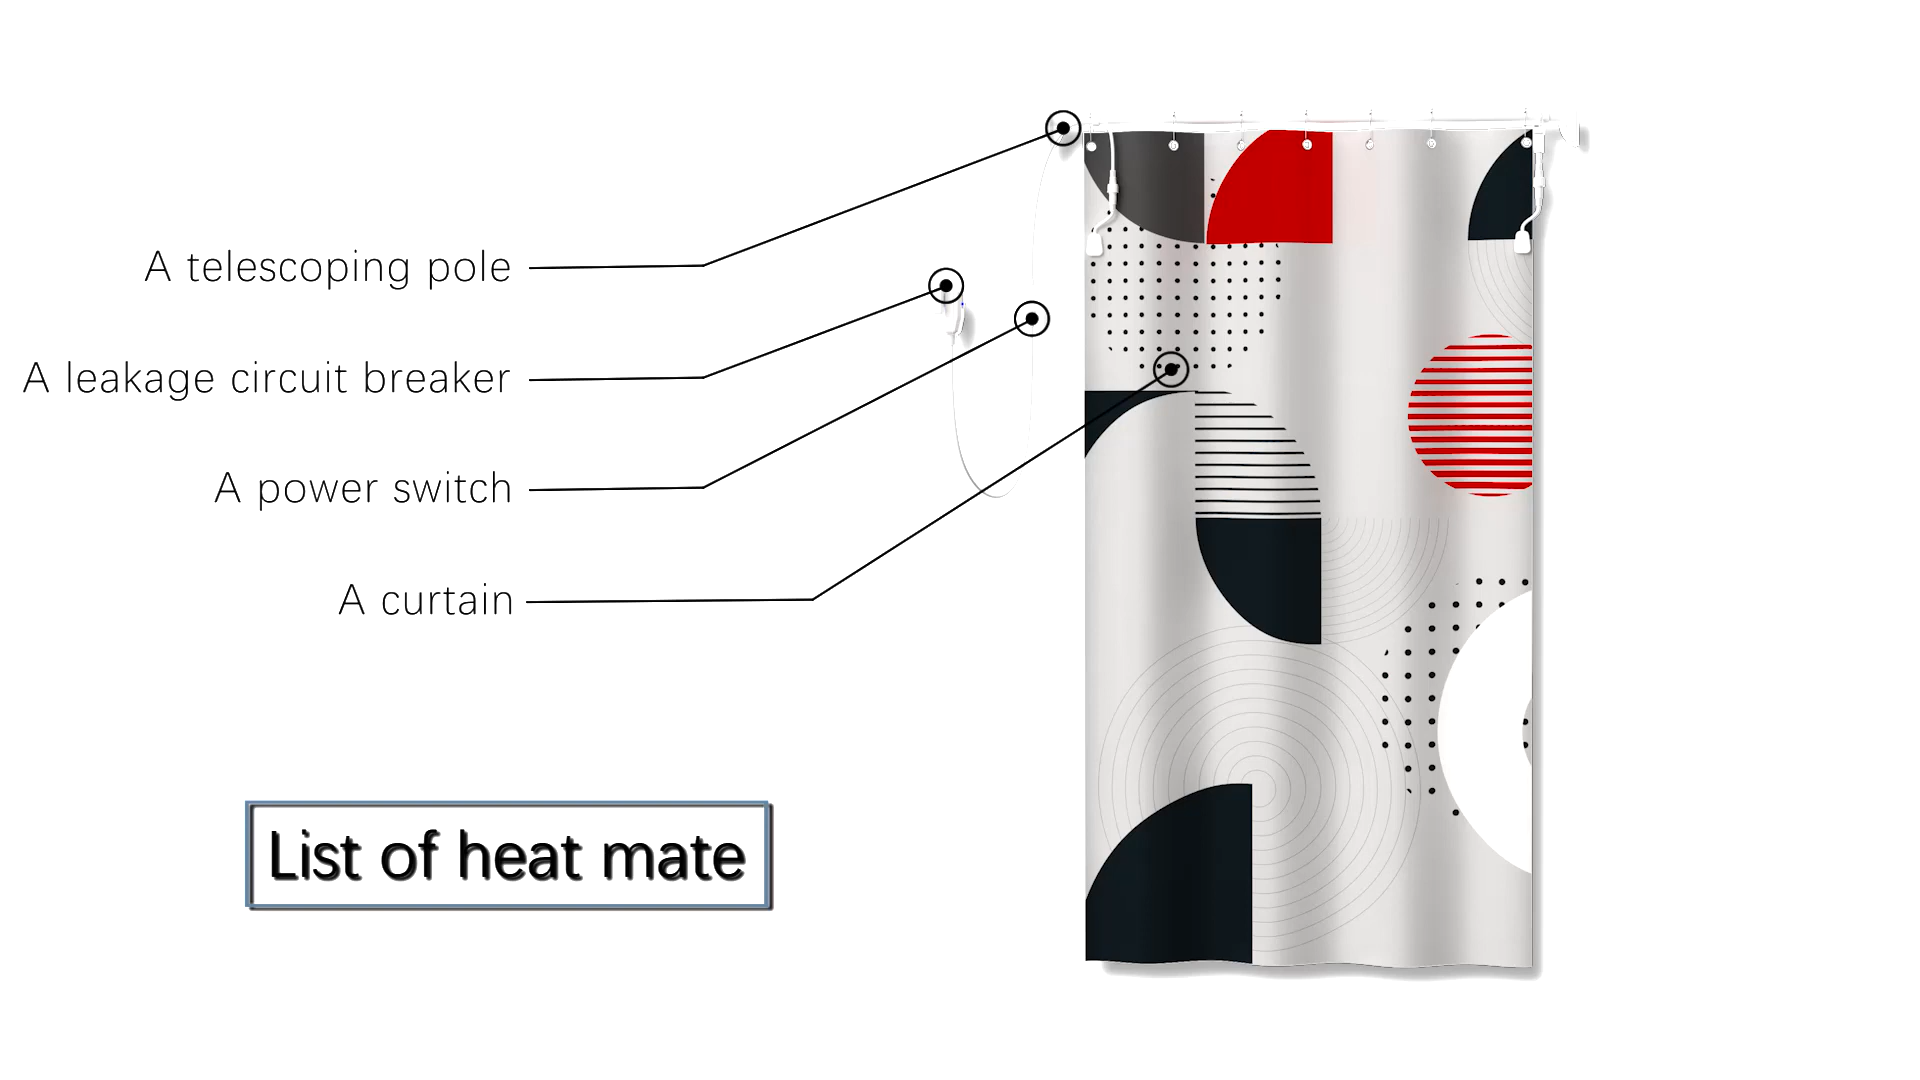 A telescoping pole
A leakage circuit breaker
A power switch
A curtain
List of heat mate